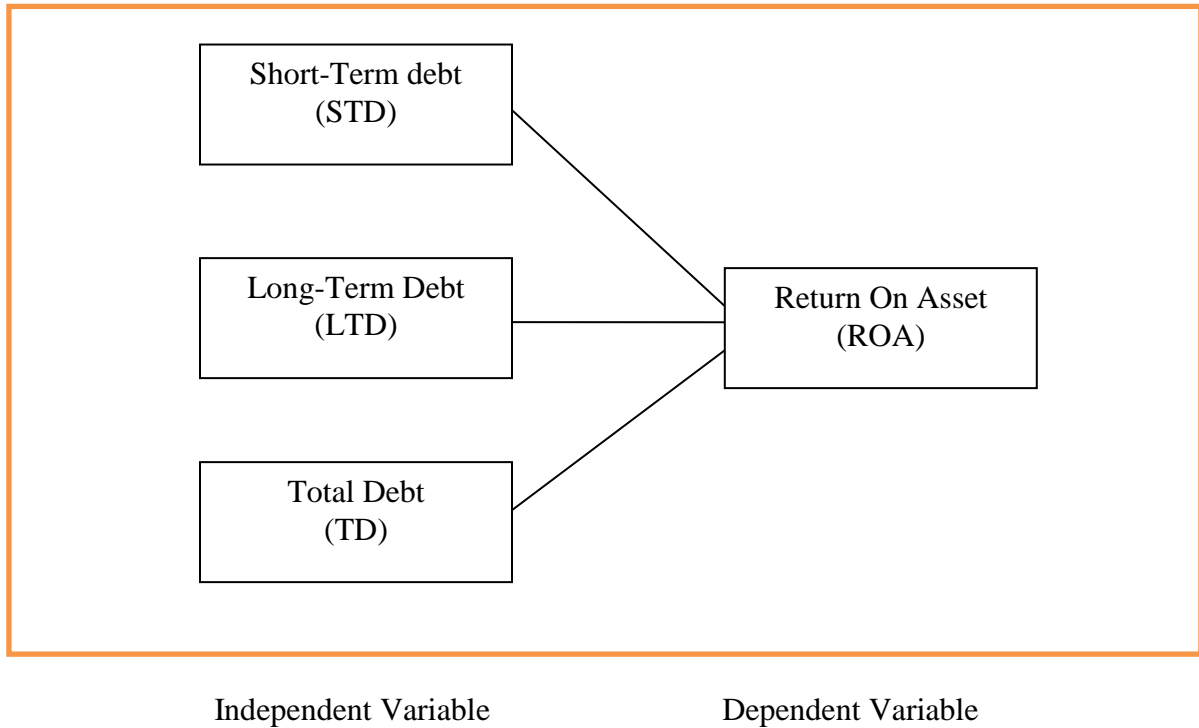 Short-Term debt
(STD)
Long-Term Debt
(LTD)
Return On Asset
(ROA)
Total Debt
(TD)
Independent Variable
Dependent Variable